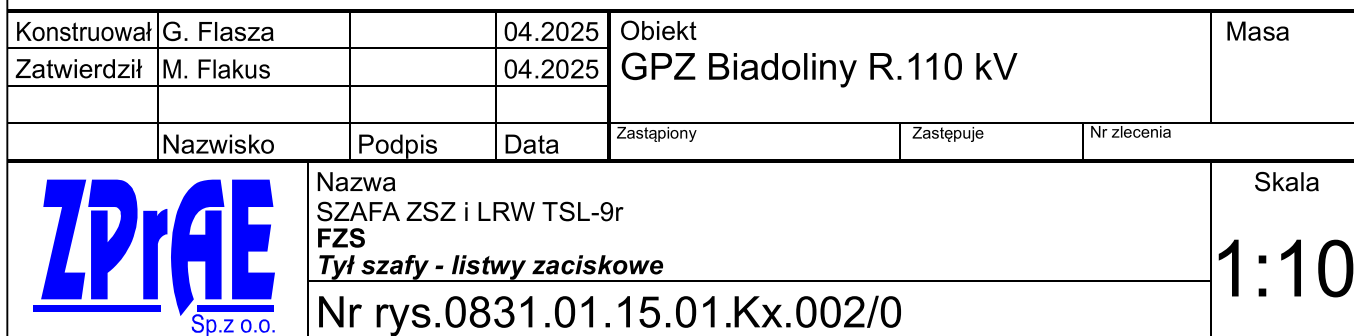 Konstruował G. Flasza 04.2025 Obiekt Masa
Zatwierdził M. Flakus 04.2025 GPZ Biadoliny R.110 kV
Nazwisko Podpis Data Zastąpiony Zastępuje Nr zlecenia
ZPrAE
Sp.z o.o.
Nazwa
SZAFA ZSZ i LRW TSL-9r
FZS
Tył szafy - listwy zaciskowe
Nr rys.0831.01.15.01.Kx.002/0
Skala
1:10